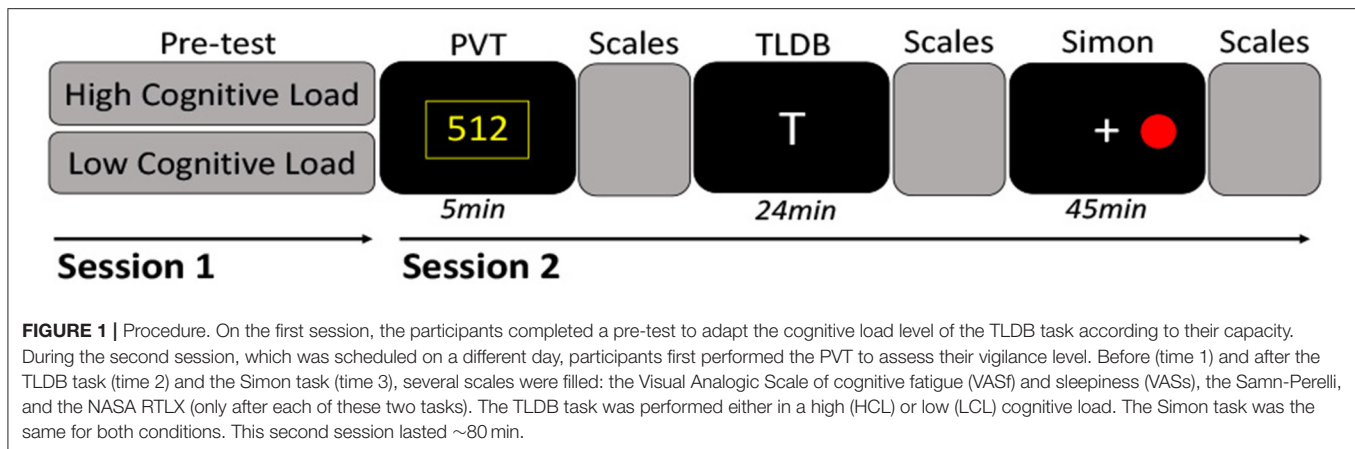 Pre-test PVT Scales TLDB Scales Simon Scales
High Cognitive Load
Low Cognitive Load
512 T +
5min 24min 45min
Session 1 Session 2
FIGURE 1 | Procedure. On the first session, the participants completed a pre-test to adapt the cognitive load level of the TLDB task according to their capacity.
During the second session, which was scheduled on a different day, participants first performed the PVT to assess their vigilance level. Before (time 1) and after the
TLDB task (time 2) and the Simon task (time 3), several scales were filled: the Visual Analogic Scale of cognitive fatigue (VASf) and sleepiness (VASs), the Samn-Perelli,
and the NASA RTLX (only after each of these two tasks). The TLDB task was performed either in a high (HCL) or low (LCL) cognitive load. The Simon task was the
same for both conditions. This second session lasted ∼80 min.